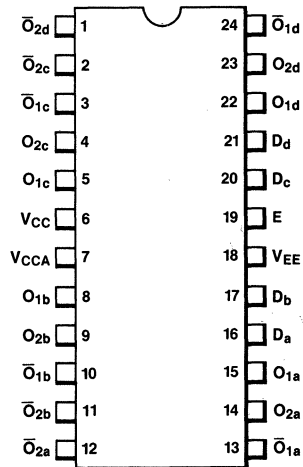 Ō2d 1 24 Ō1d
Ō2c 2 23 O2d
Ō1c 3 22 O1d
O2c 4 21 Dd
O1c 5 20 Dc
VCC 6 19 E
VCCA 7 18 VEE
O1b 8 17 Db
O2b 9 16 Da
Ō1b 10 15 O1a
Ō2b 11 14 O2a
Ō2a 12 13 Ō1a